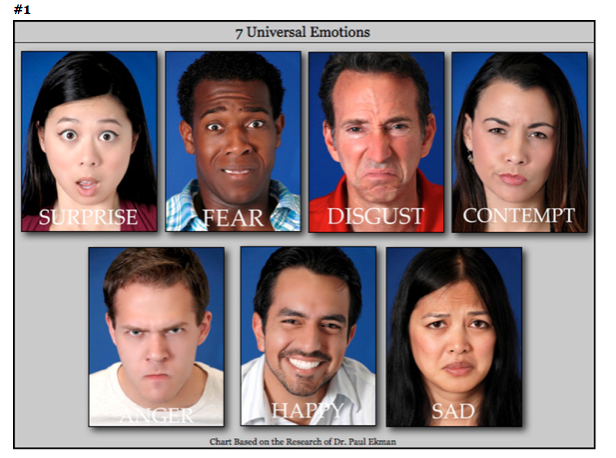 #1
7 Universal Emotions
SURPRISE
FEAR
DISGUST
CONTEMPT
ANGER
HAPPY
SAD
Chart Based on the Research of Dr. Paul Ekman